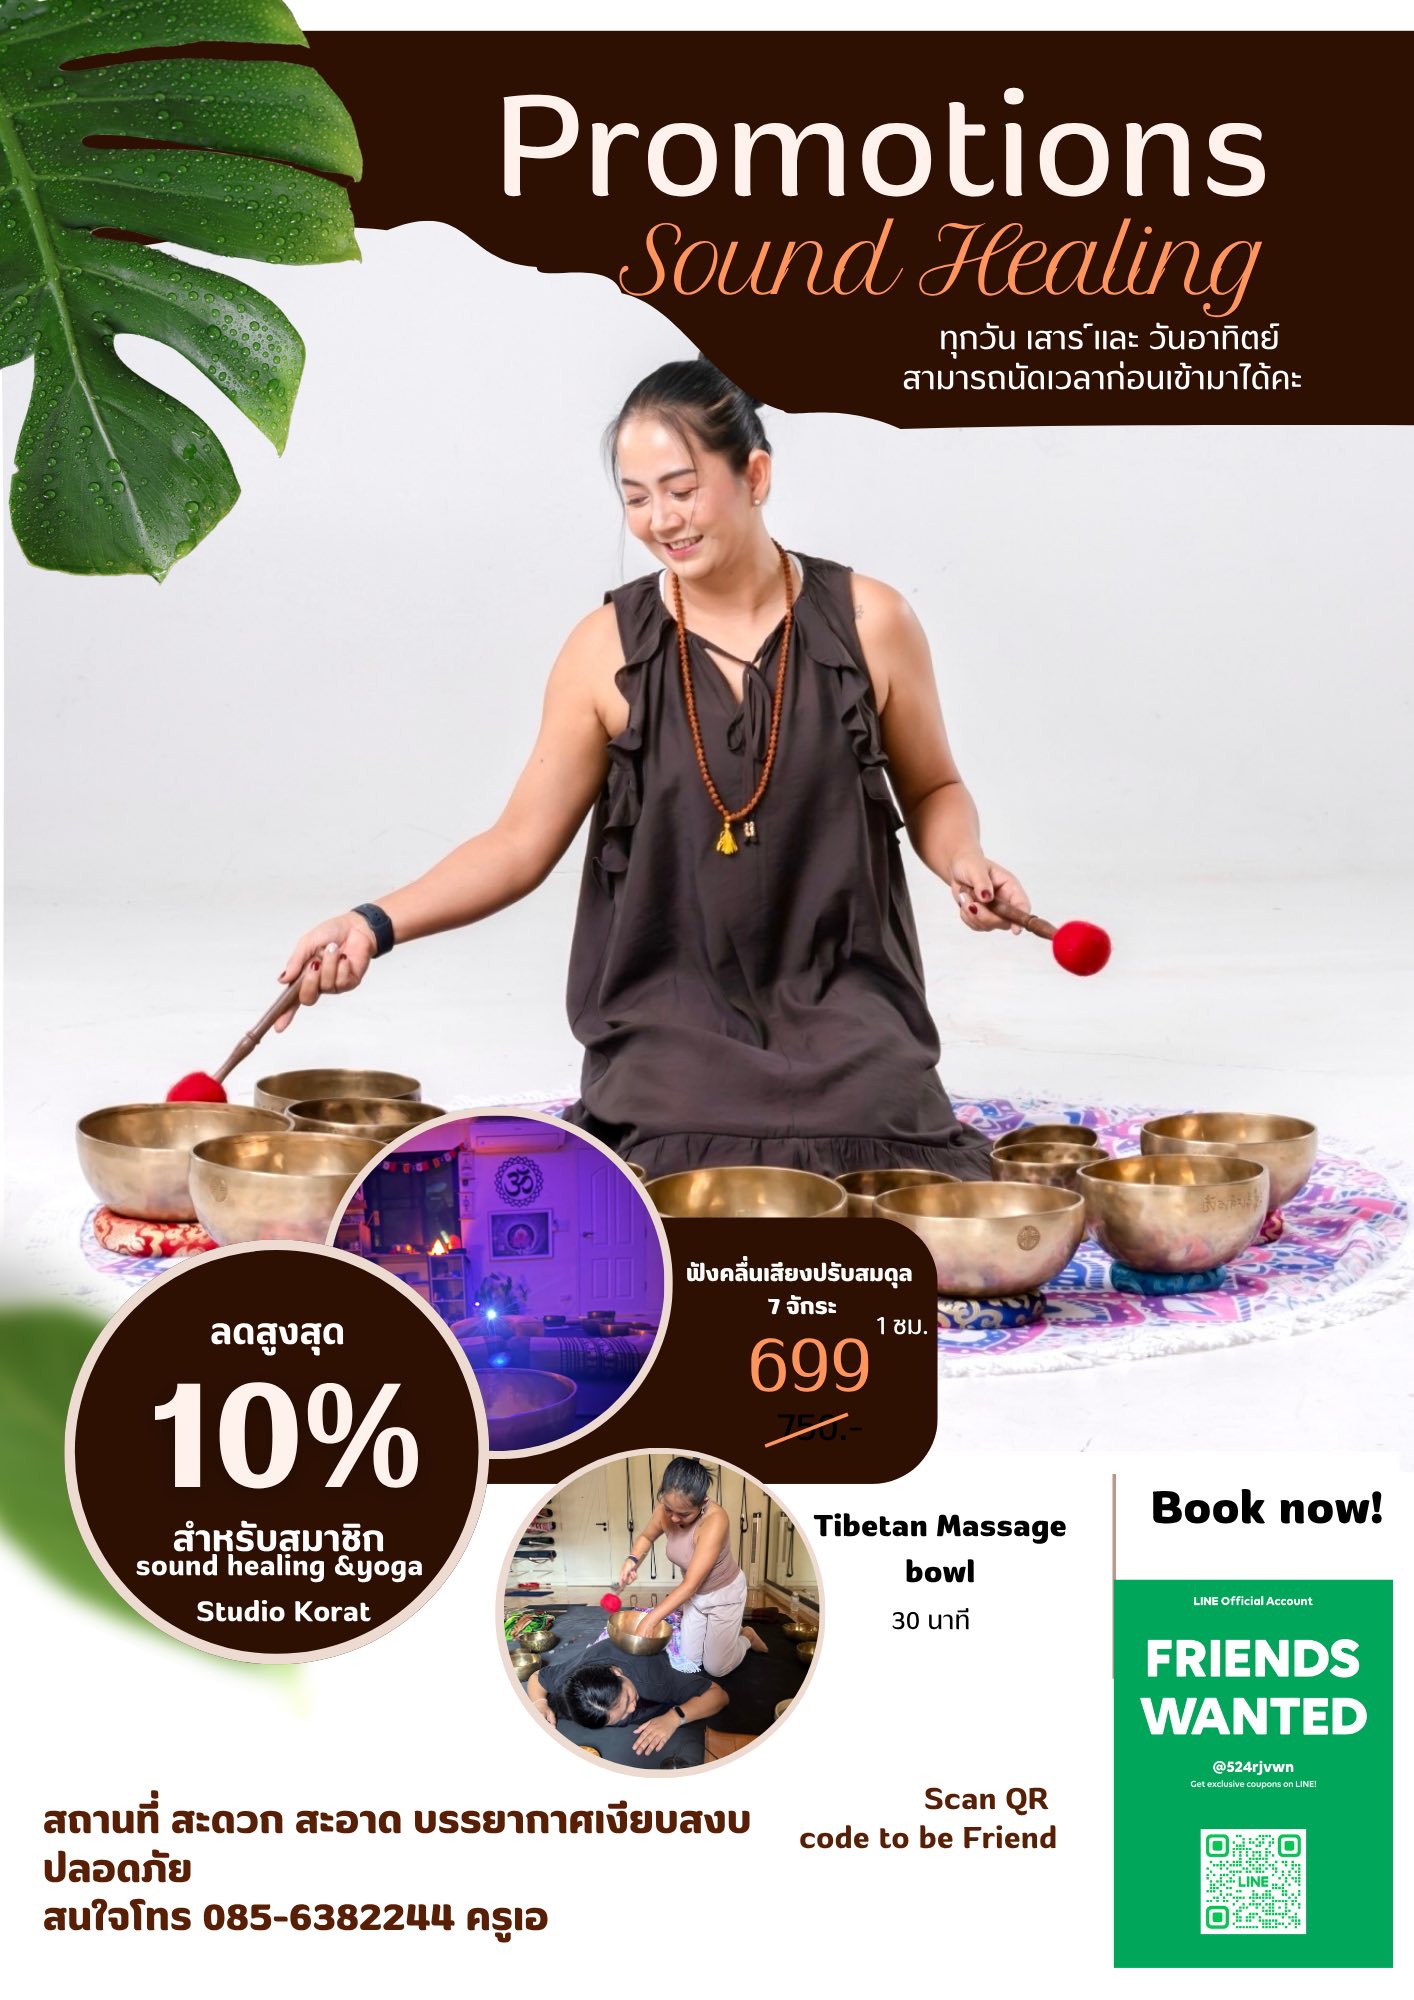 Promotions
Sound Healing
ทุกวัน เสาร์ และ วันอาทิตย์
สามารถนัดเวลาก่อนเข้ามาได้คะ
ฟังคลื่นเสียงปรับสมดุล
7 จักระ
1 ชม.
699
750.-
ลดสูงสุด
10%
สำหรับสมาชิก
sound healing &yoga
Studio Korat
Tibetan Massage
bowl
30 นาที
Book now!
LINE Official Account
FRIENDS
WANTED
@524rjvwn
Get exclusive coupons on LINE!
LINE
Scan QR
code to be Friend
สถานที่ สะดวก สะอาด บรรยากาศเงียบสงบ
ปลอดภัย
สนใจโทร 085-6382244 ครูเอ